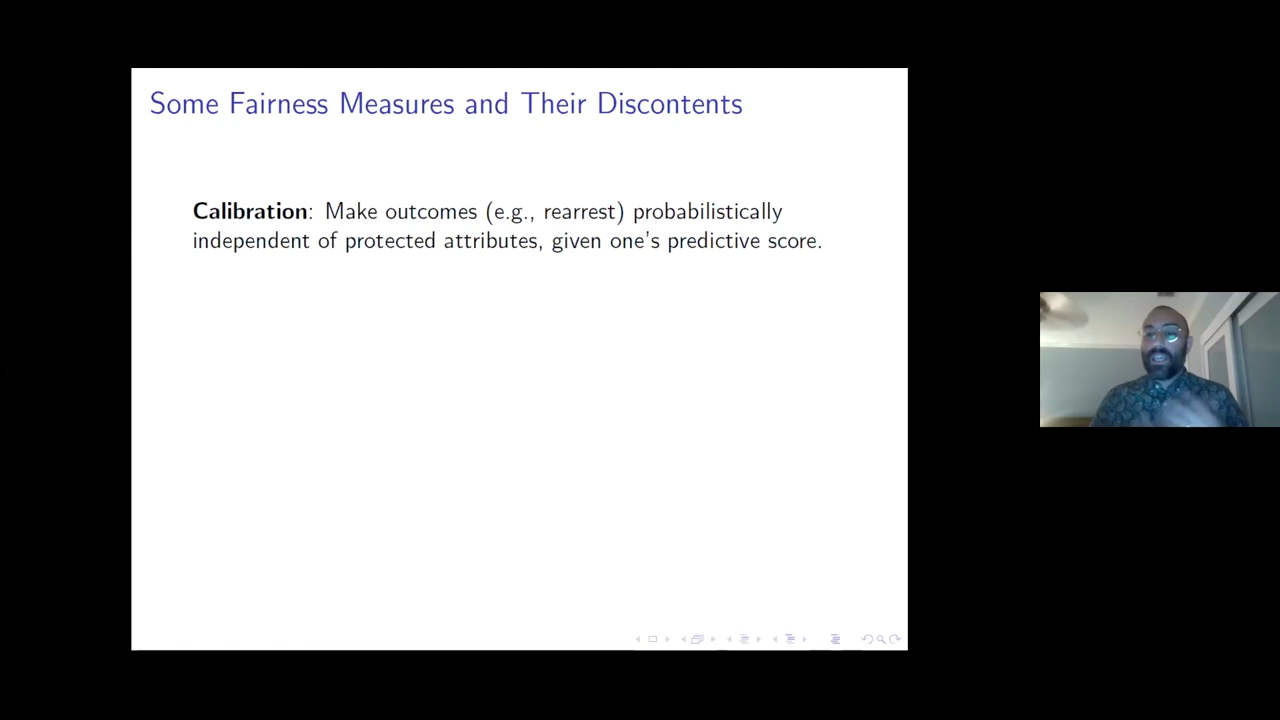 Some Fairness Measures and Their Discontents
Calibration: Make outcomes (e.g., rearrest) probabilistically
independent of protected attributes, given one's predictive score.